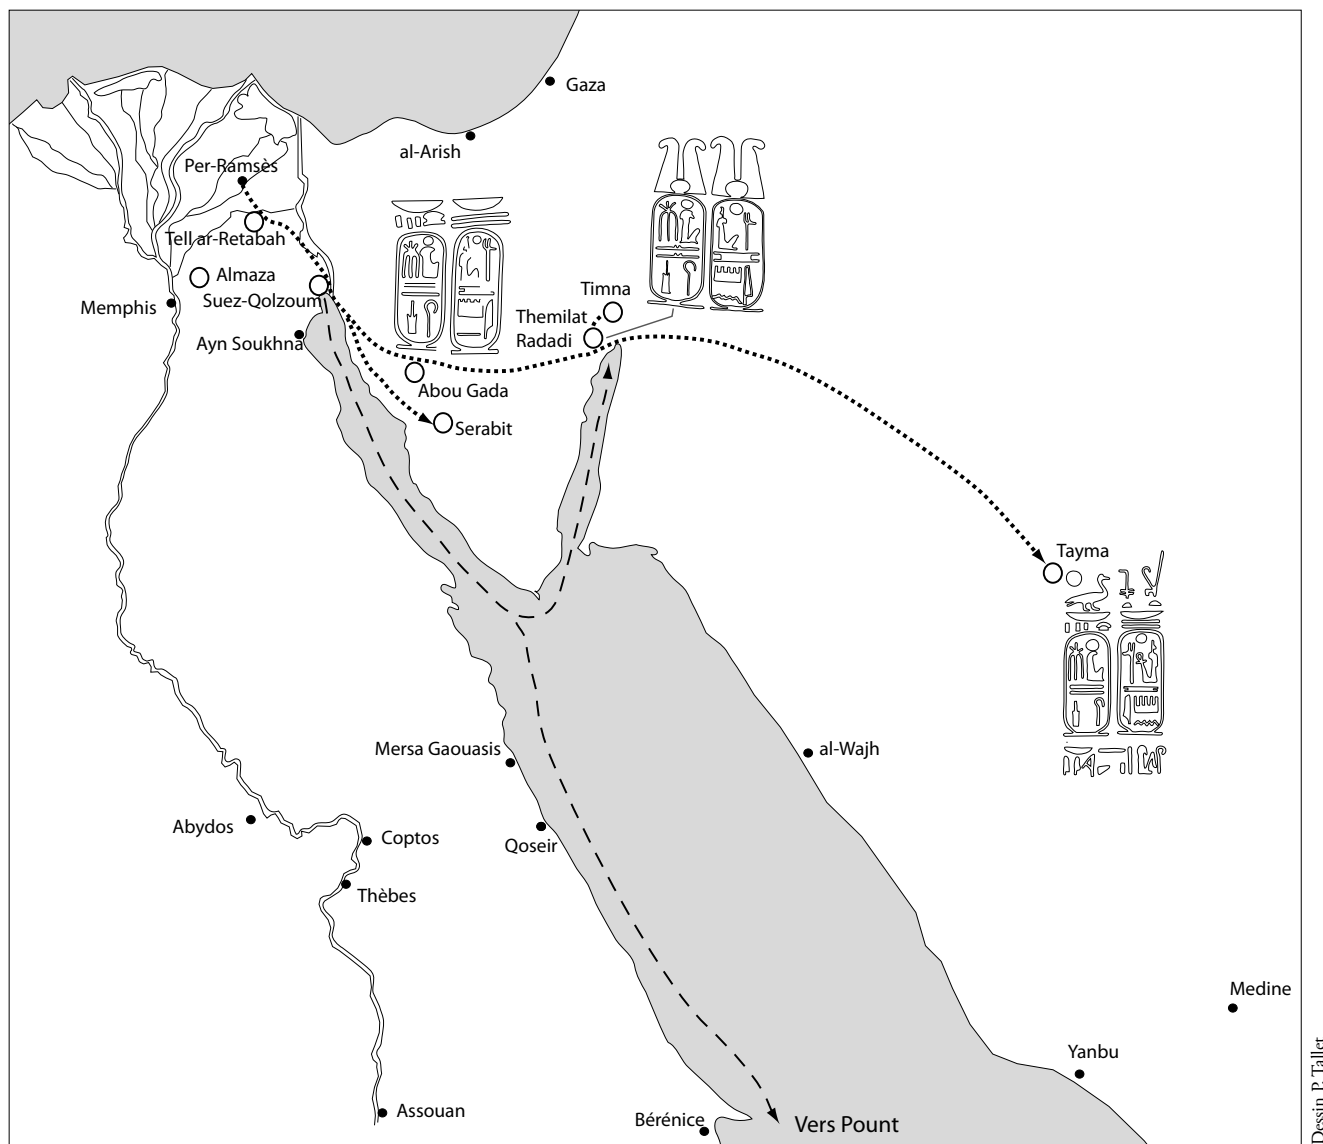 Gaza
al-Arish
Per-Ramsès
Tell ar-Retabah
Almaza
Suez-Qolzoum
Memphis
Ayn Soukhna
Timna
Themilat
Radadi
Abou Gada
Serabit
Tayma
Mersa Gaouasis
al-Wajh
Abydos
Coptos
Qoseir
Thèbes
Medine
Yanbu
Assouan
Bérénice
Vers Pount
Dessin P. Tallet